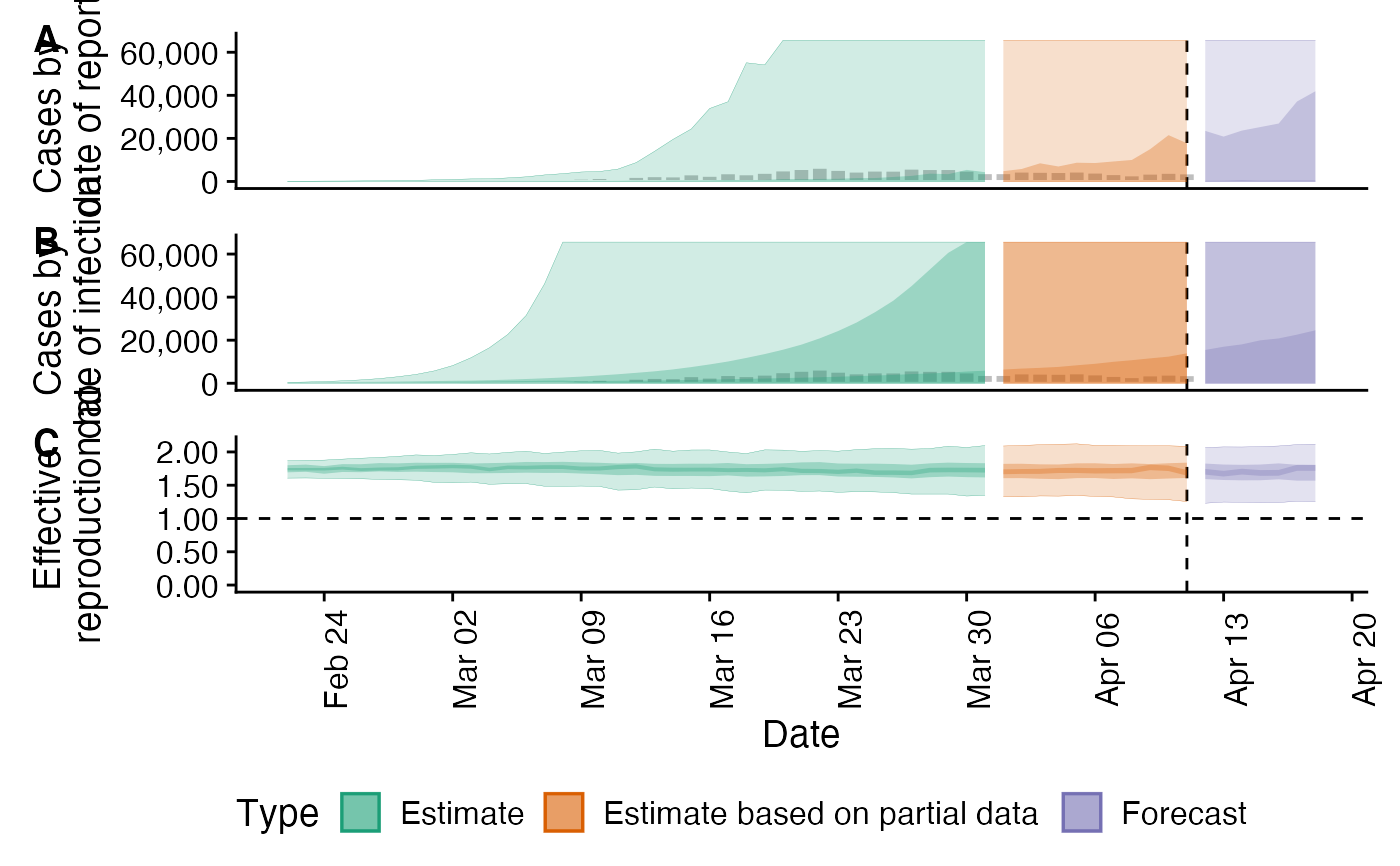 A
Cases by
date of report
60,000
40,000
20,000
0
B
Cases by
date of infection
60,000
40,000
20,000
0
C
Effective
reproduction no.
2.00
1.50
1.00
0.50
0.00
Feb 24
Mar 02
Mar 09
Mar 16
Mar 23
Mar 30
Apr 06
Apr 13
Apr 20
Date
Type
Estimate
Estimate based on partial data
Forecast